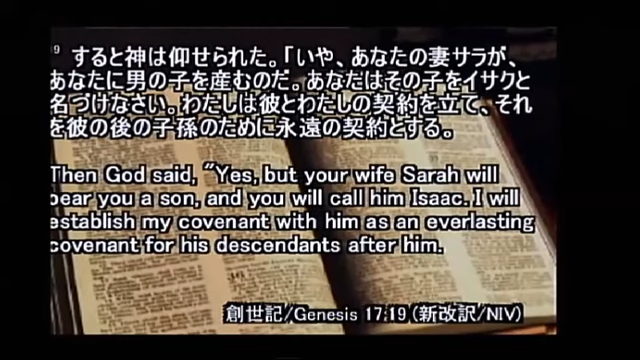 9 すると神は仰せられた。「いや、あなたの妻サラが、
あなたに男の子を産むのだ。あなたはその子をイサクと
名づけなさい。わたしは彼とわたしの契約を立て、それ
を彼の後の子孫のために永遠の契約とする。
Then God said, "Yes, but your wife Sarah will
bear you a son, and you will call him Isaac. I will
establish my covenant with him as an everlasting
covenant for his descendants after him.
創世記/Genesis 17:19 (新改訳/NIV)